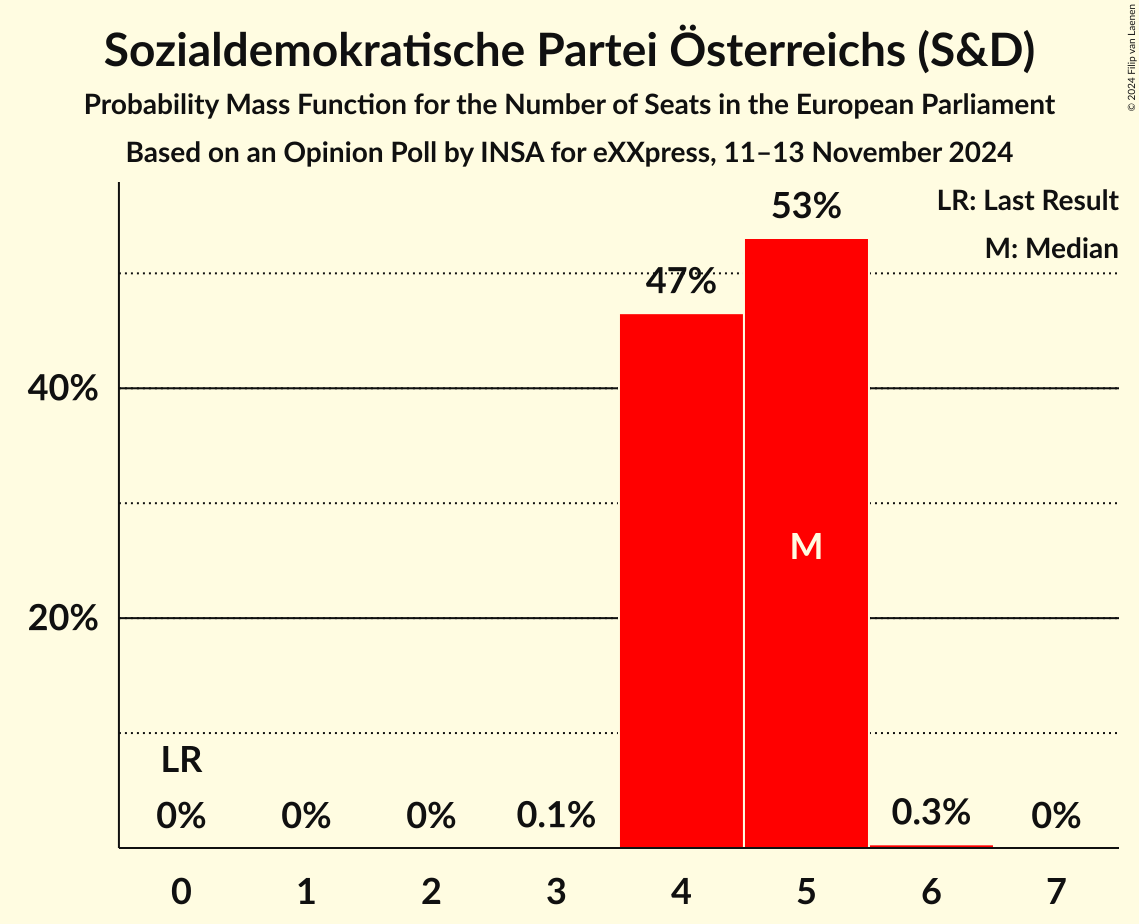 Sozialdemokratische Partei Österreichs (S&D)
Probability Mass Function for the Number of Seats in the European Parliament
Based on an Opinion Poll by INSA for eXXpress, 11–13 November 2024
© 2024 Filip van Laenen
LR: Last Result
M: Median
53%
47%
40%
M
20%
LR
0% 0% 0% 0.1% 0.3% 0%
0 1 2 3 4 5 6 7